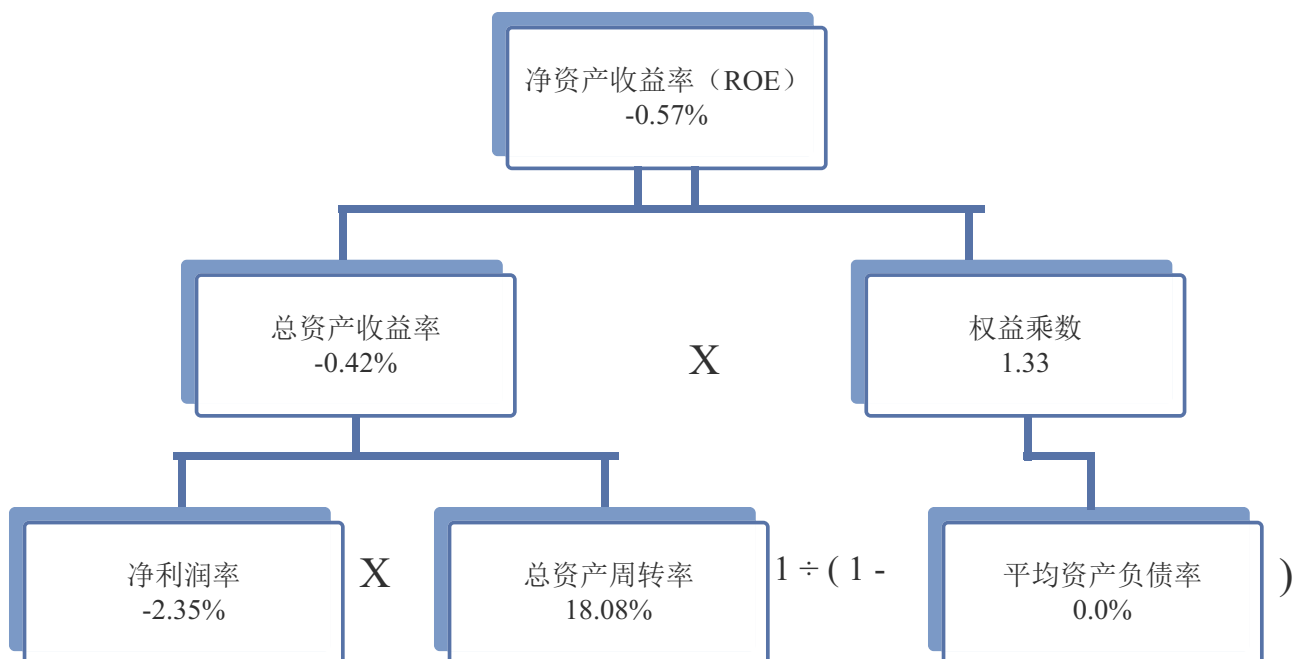 净资产收益率（ROE）
-0.57%
总资产收益率
-0.42%
X
权益乘数
1.33
净利润率
-2.35%
X
总资产周转率
18.08%
1 ÷ ( 1 -
平均资产负债率
0.0%
)